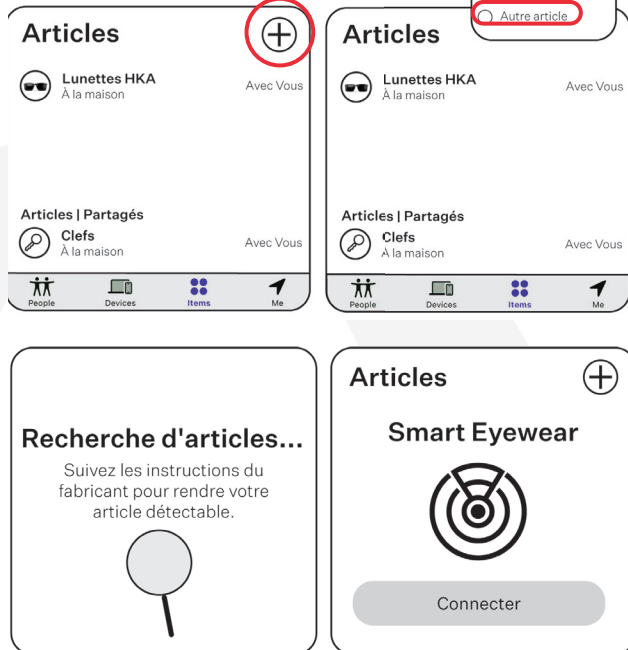 Articles
Lunettes HKA
À la maison
Avec Vous
Articles | Partagés
Clefs
À la maison
Avec Vous
People
Devices
Items
Me
Autre article
Articles
Lunettes HKA
À la maison
Avec Vous
Articles | Partagés
Clefs
À la maison
Avec Vous
People
Devices
Items
Me
Recherche d'articles...
Suivez les instructions du
fabricant pour rendre votre
article détectable.
Articles
Smart Eyewear
Connecter